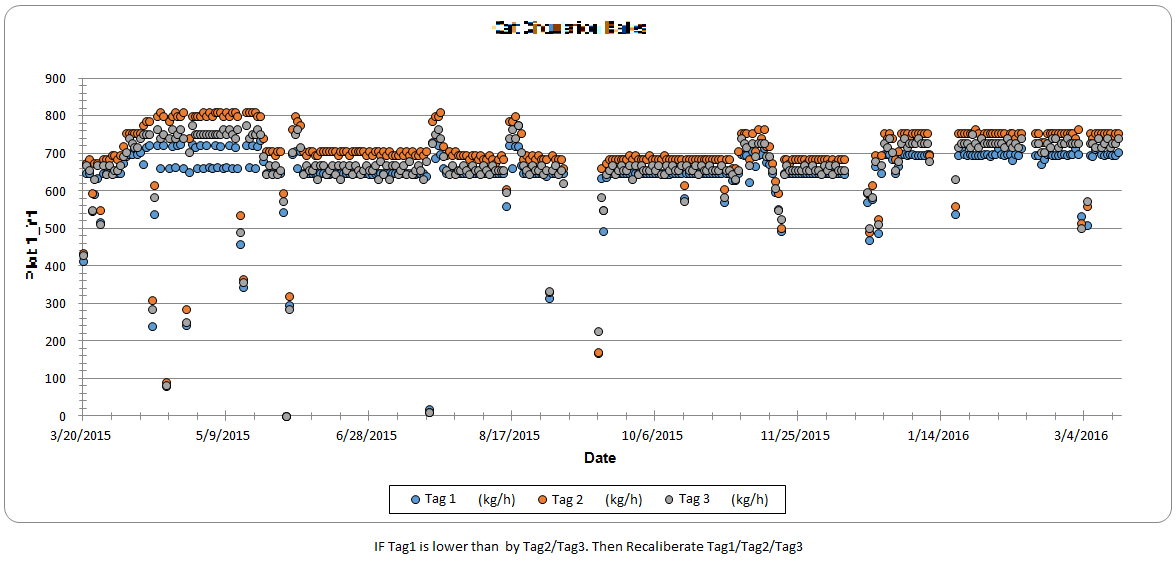 900
800
700
600
500
400
300
200
100
0
3/20/2015 5/9/2015 6/28/2015 8/17/2015 10/6/2015 11/25/2015 1/14/2016 3/4/2016
Date
Tag 1 (kg/h) Tag 2 (kg/h) Tag 3 (kg/h)
IF Tag1 is lower than by Tag2/Tag3. Then Recaliberate Tag1/Tag2/Tag3